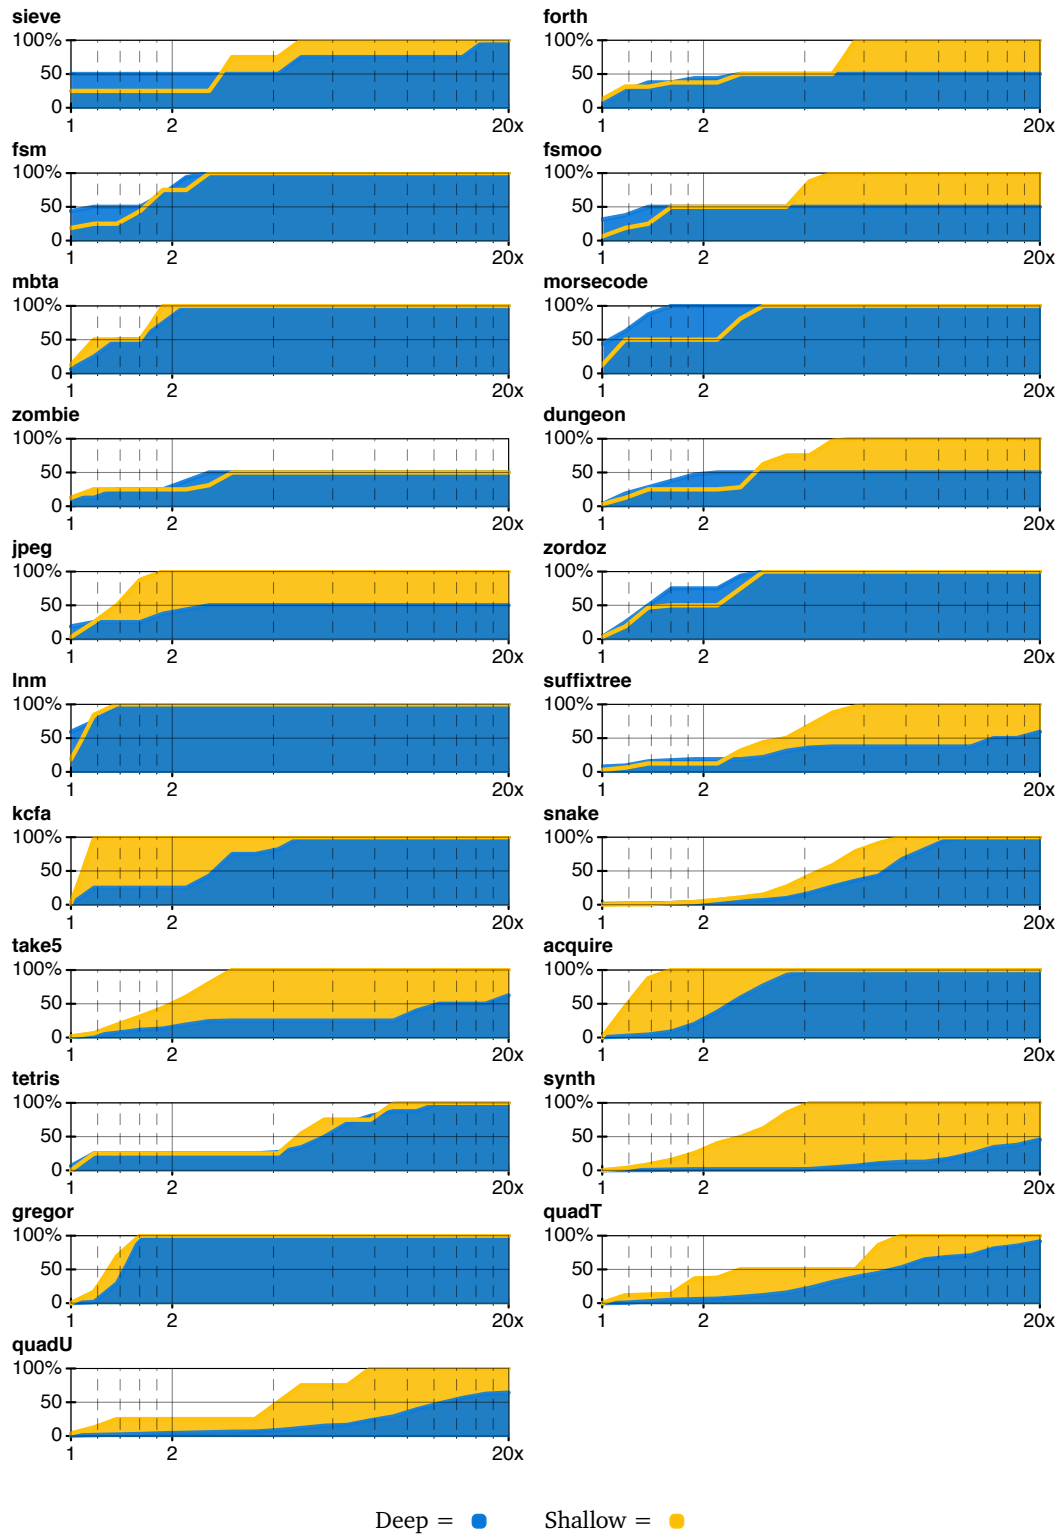 sieve
100%
50
0
1 2 20x
forth
100%
50
0
1 2 20x
fsm
100%
50
0
1 2 20x
fsmoo
100%
50
0
1 2 20x
mbta
100%
50
0
1 2 20x
morsecode
100%
50
0
1 2 20x
zombie
100%
50
0
1 2 20x
dungeon
100%
50
0
1 2 20x
jpeg
100%
50
0
1 2 20x
zordoz
100%
50
0
1 2 20x
lnm
100%
50
0
1 2 20x
suffixtree
100%
50
0
1 2 20x
kcfa
100%
50
0
1 2 20x
snake
100%
50
0
1 2 20x
take5
100%
50
0
1 2 20x
acquire
100%
50
0
1 2 20x
tetris
100%
50
0
1 2 20x
synth
100%
50
0
1 2 20x
gregor
100%
50
0
1 2 20x
quadT
100%
50
0
1 2 20x
quadU
100%
50
0
1 2 20x
Deep = Shallow =